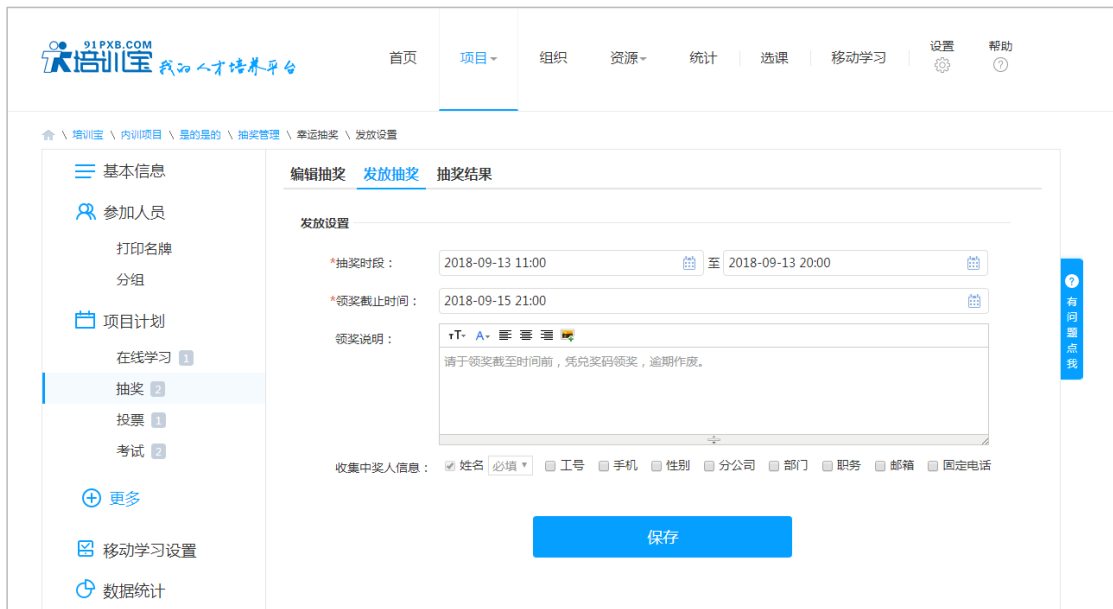 91PXB.COM
培训宝 我的人才培养平台
首页 项目 组织 资源 统计 选课 移动学习 设置 帮助
\ 培训宝 \ 内训项目 \ 是的是的 \ 抽奖管理 \ 幸运抽奖 \ 发放设置
基本信息
参加人员
打印名牌
分组
项目计划
在线学习 1
抽奖 2
投票 1
考试 2
更多
移动学习设置
数据统计
编辑抽奖 发放抽奖 抽奖结果
发放设置
*抽奖时段： 2018-09-13 11:00 至 2018-09-13 20:00
*领奖截止时间： 2018-09-15 21:00
领奖说明： TT A
请于领奖截至时间前，凭兑奖码领奖，逾期作废。
收集中奖人信息： 姓名 必填 工号 手机 性别 分公司 部门 职务 邮箱 固定电话
保存
?
有
问
题
点
我